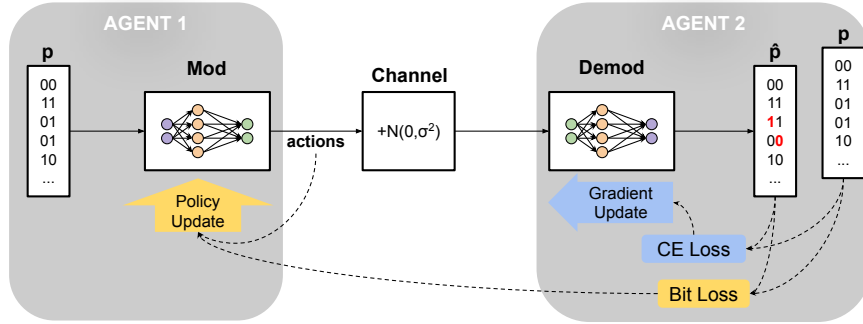 AGENT 1
AGENT 2
p
Mod
Channel
Demod
p̂
p
00
11
01
01
10
...
+N(0,σ²)
00
11
11
00
10
...
00
11
01
01
10
...
actions
Policy
Update
Gradient
Update
CE Loss
Bit Loss